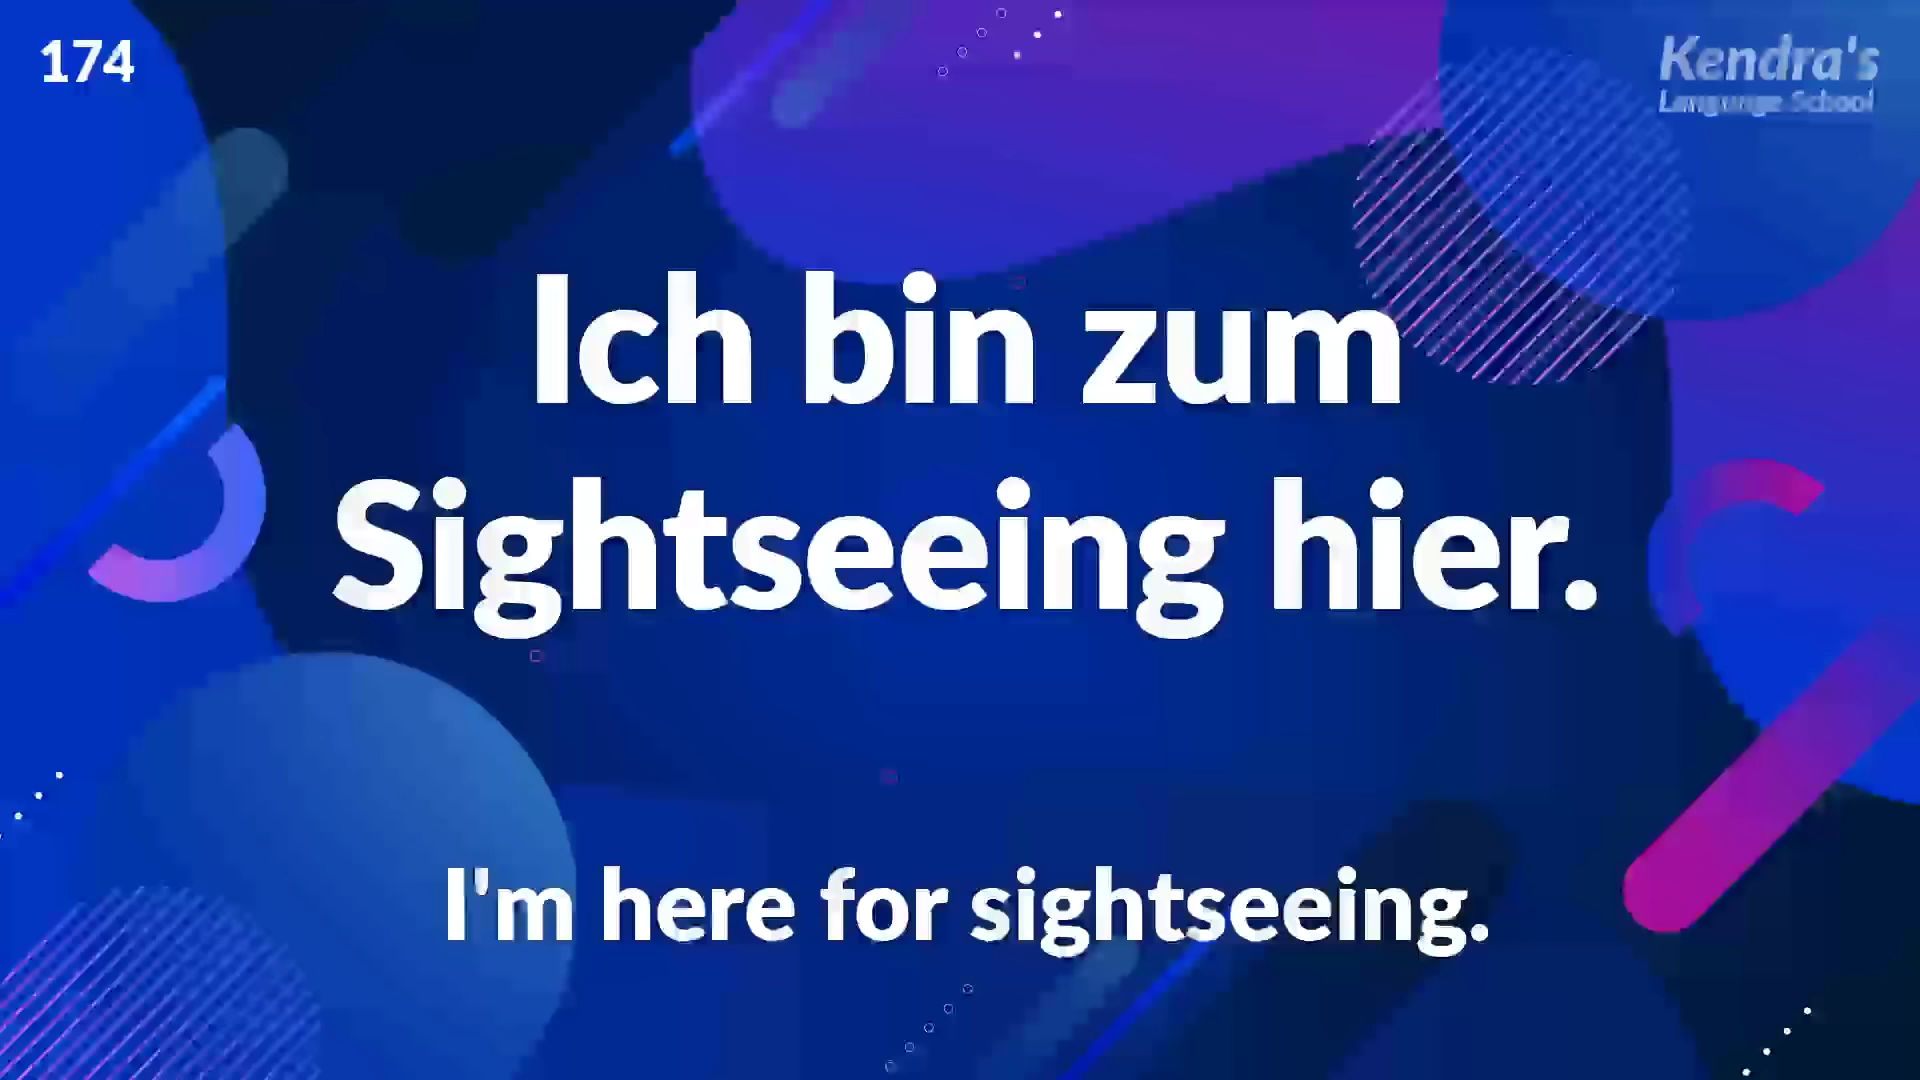 174
Kendra's
Language School
Ich bin zum
Sightseeing hier.
I'm here for sightseeing.